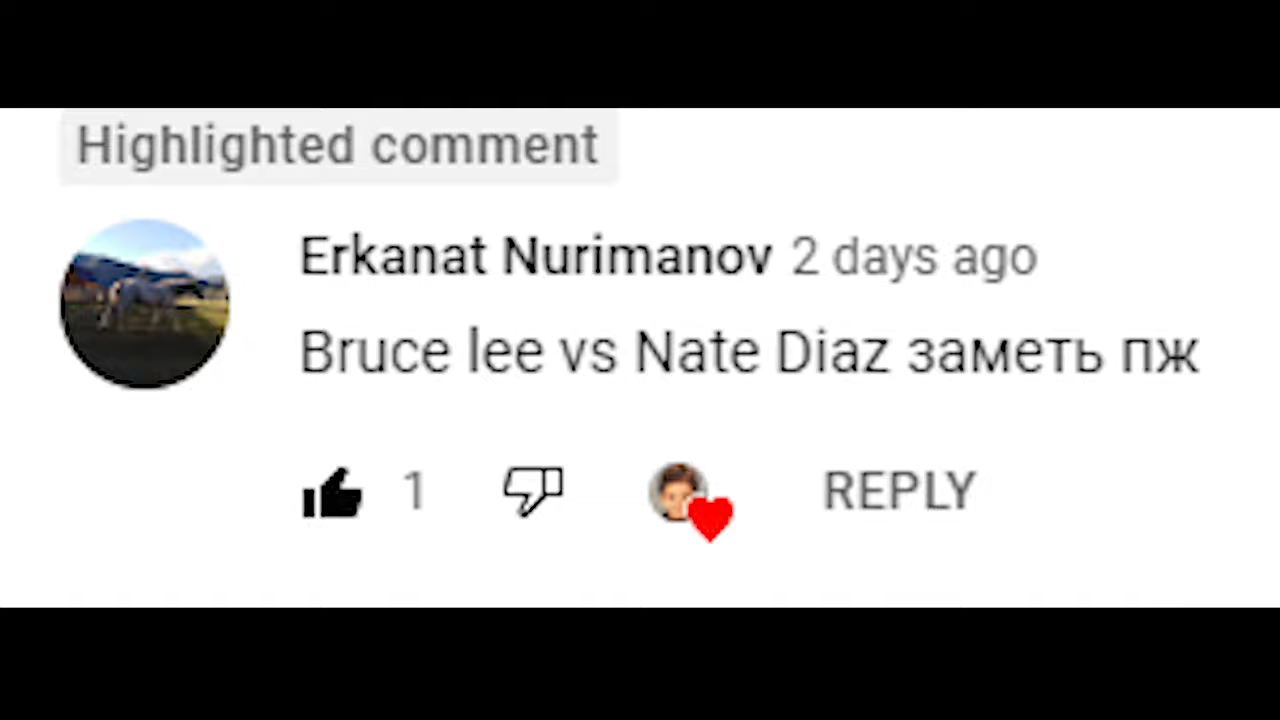 Highlighted comment
Erkanat Nurimanov 2 days ago
Bruce lee vs Nate Diaz заметь пж
1 REPLY